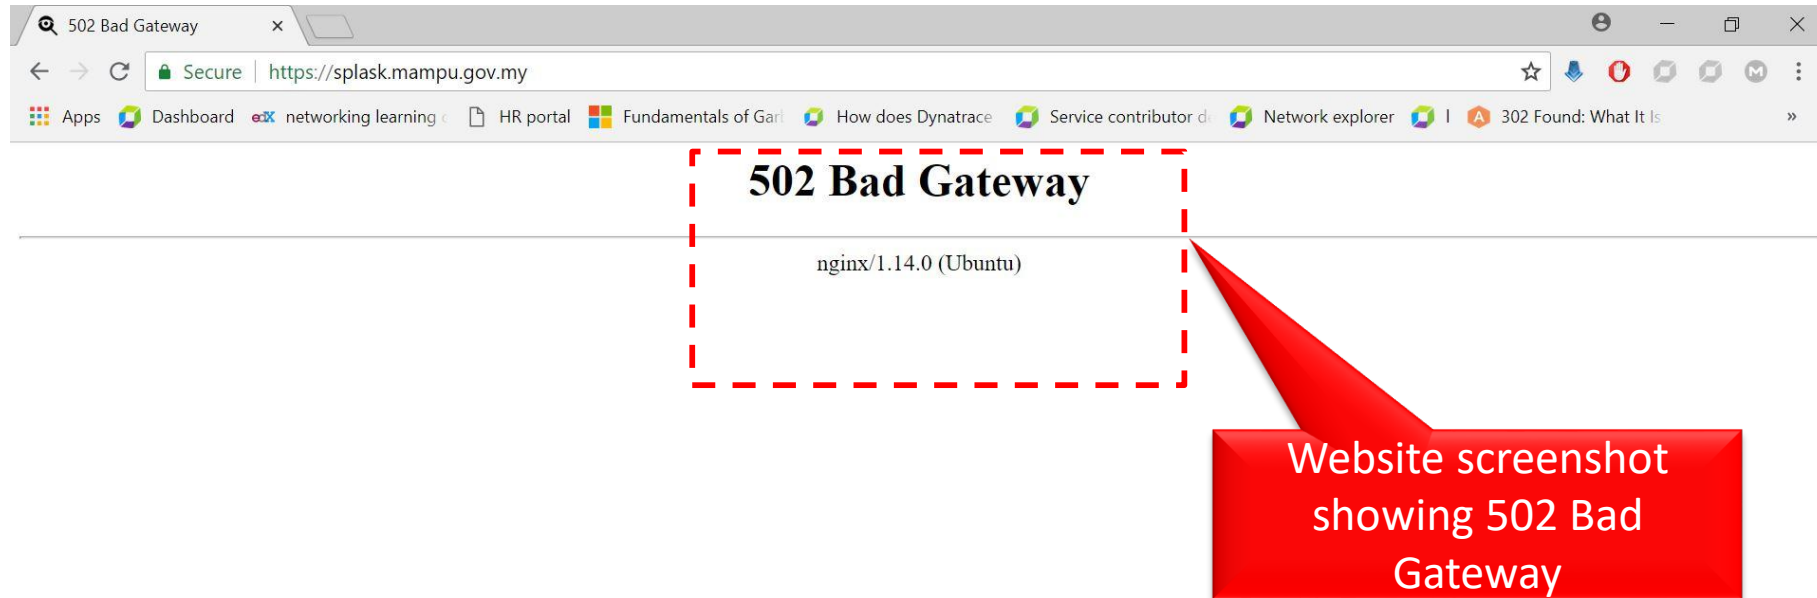 502 Bad Gateway
Secure | https://splask.mampu.gov.my
Apps Dashboard edX networking learning HR portal Fundamentals of Gar How does Dynatrace Service contributor d Network explorer I 302 Found: What It Is »
502 Bad Gateway
nginx/1.14.0 (Ubuntu)
Website screenshot
showing 502 Bad
Gateway